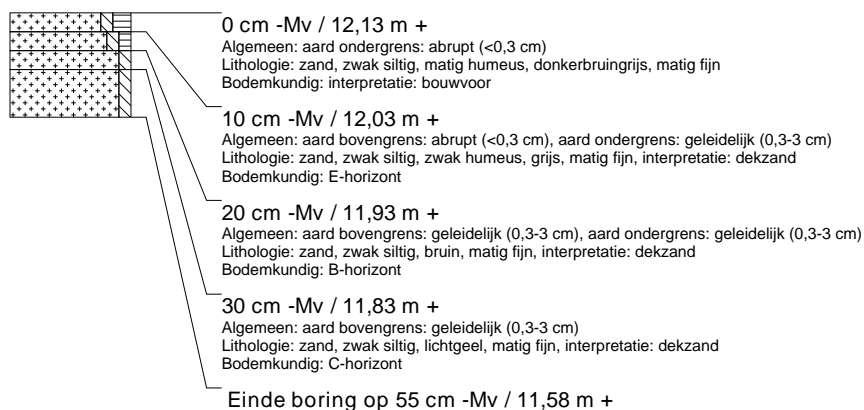 0 cm -Mv / 12,13 m +
Algemeen: aard ondergrens: abrupt (<0,3 cm)
Lithologie: zand, zwak siltig, matig humeus, donkerbruingrijs, matig fijn
Bodemkundig: interpretatie: bouwvoor
10 cm -Mv / 12,03 m +
Algemeen: aard bovengrens: abrupt (<0,3 cm), aard ondergrens: geleidelijk (0,3-3 cm)
Lithologie: zand, zwak siltig, zwak humeus, grijs, matig fijn, interpretatie: dekzand
Bodemkundig: E-horizont
20 cm -Mv / 11,93 m +
Algemeen: aard bovengrens: geleidelijk (0,3-3 cm), aard ondergrens: geleidelijk (0,3-3 cm)
Lithologie: zand, zwak siltig, bruin, matig fijn, interpretatie: dekzand
Bodemkundig: B-horizont
30 cm -Mv / 11,83 m +
Algemeen: aard bovengrens: geleidelijk (0,3-3 cm)
Lithologie: zand, zwak siltig, lichtgeel, matig fijn, interpretatie: dekzand
Bodemkundig: C-horizont
Einde boring op 55 cm -Mv / 11,58 m +